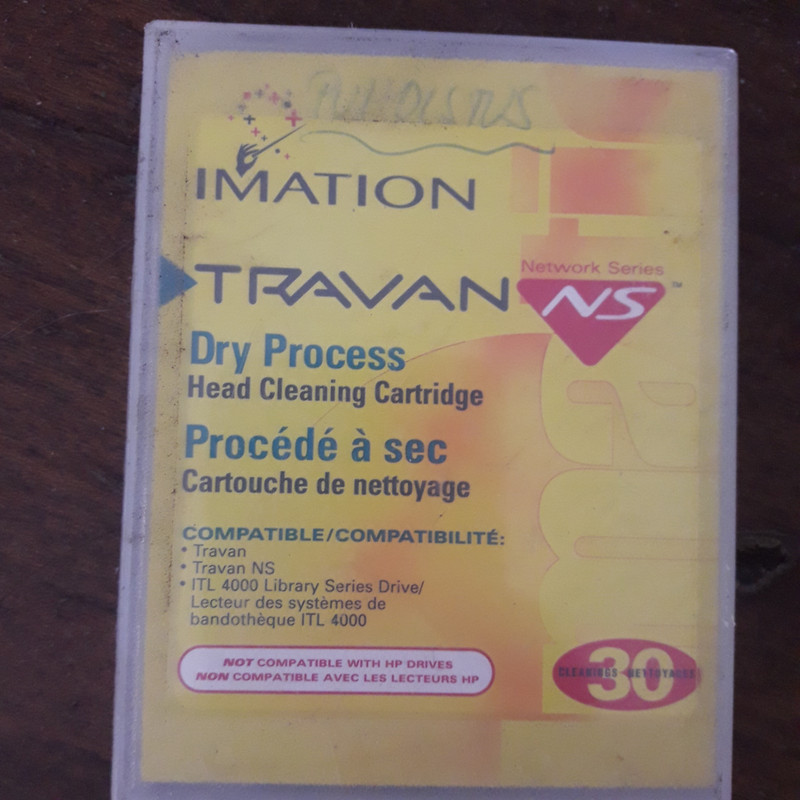 IMATION
Network Series
TRAVAN NS™
Dry Process
Head Cleaning Cartridge
Procédé à sec
Cartouche de nettoyage
COMPATIBLE/COMPATIBILITÉ:
• Travan
• Travan NS
• ITL 4000 Library Series Drive/
Lecteur des systèmes de
bandothèque ITL 4000
NOT COMPATIBLE WITH HP DRIVES
NON COMPATIBLE AVEC LES LECTEURS HP
30
CLEANINGS - NETTOYAGES